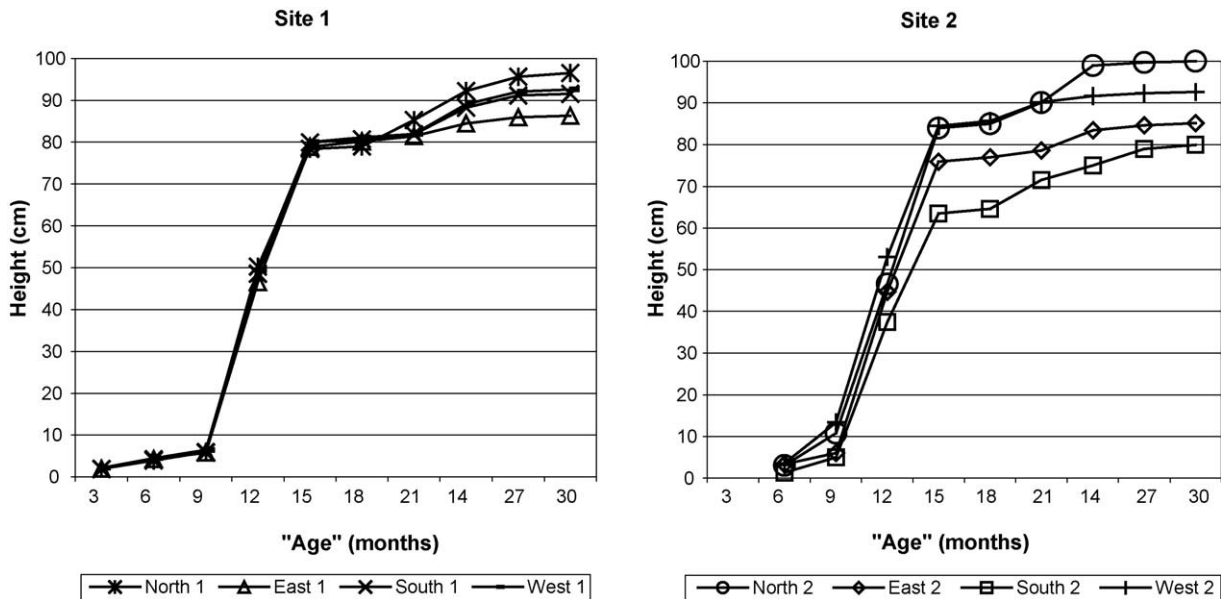 Site 1
Height (cm)
100
90
80
70
60
50
40
30
20
10
0
3 6 9 12 15 18 21 14 27 30
"Age" (months)
North 1 East 1 South 1 West 1
Site 2
Height (cm)
100
90
80
70
60
50
40
30
20
10
0
3 6 9 12 15 18 21 14 27 30
"Age" (months)
North 2 East 2 South 2 West 2